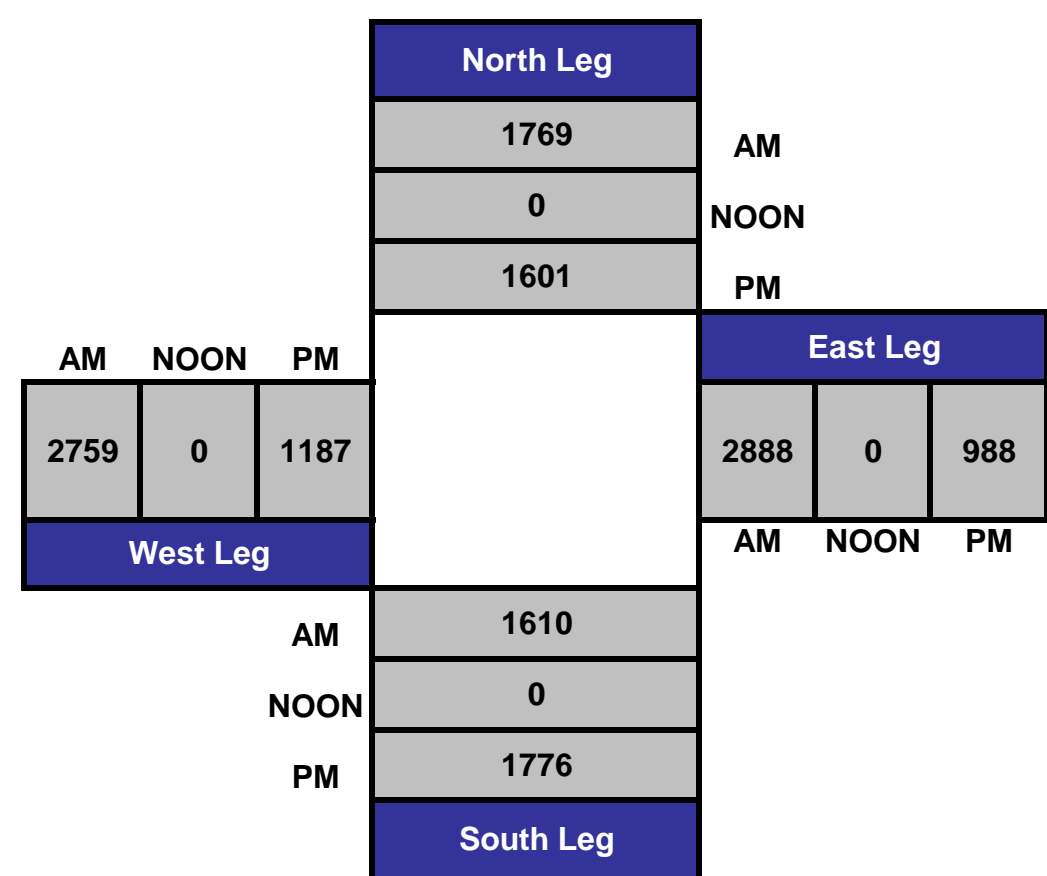 North Leg
1769 AM
0 NOON
1601 PM
East Leg
AM NOON PM
2759 0 1187
2888 0 988
West Leg
AM NOON PM
AM 1610
NOON 0
PM 1776
South Leg